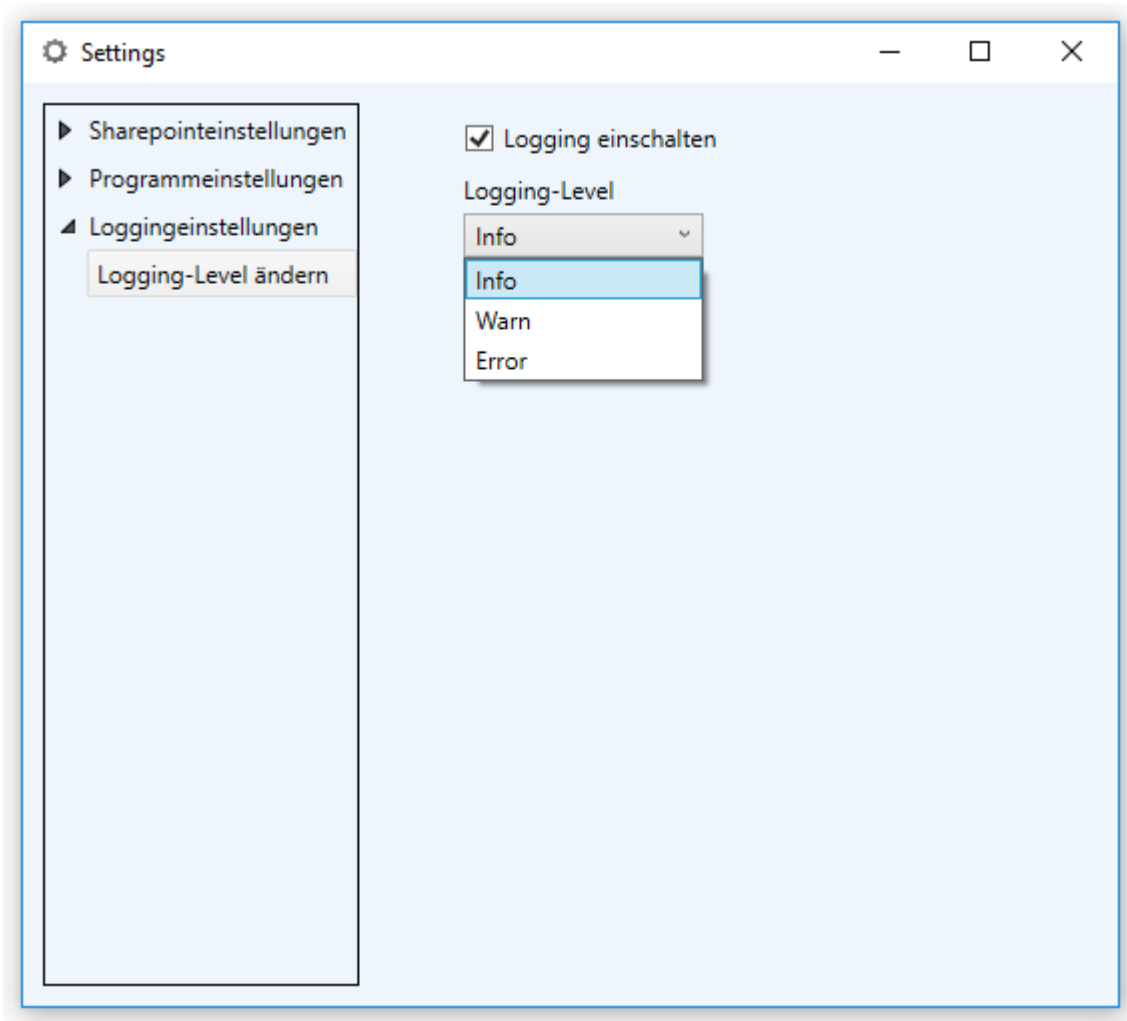 Settings
Sharepointeinstellungen
Programmeinstellungen
Loggingeinstellungen
Logging-Level ändern
Logging einschalten
Logging-Level
Info
Info
Warn
Error